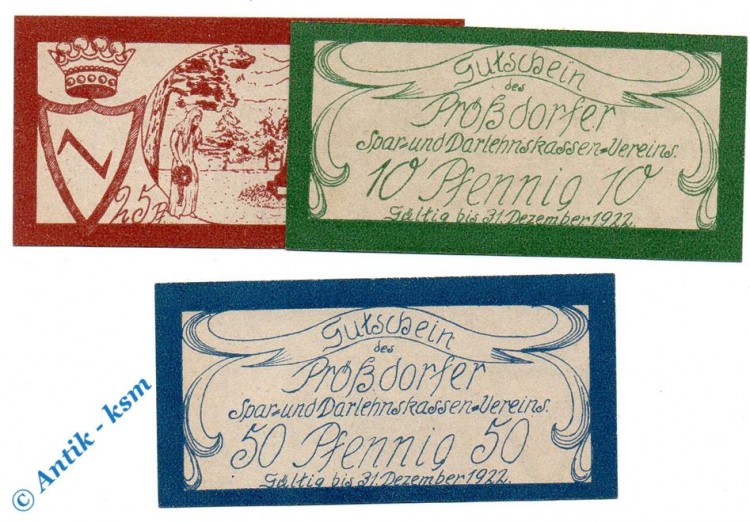 N
25 Pf
Gutschein
des
Proßdorfer
Spar-und Darlehnskassen-Vereins.
10 Pfennig 10
Gültig bis 31. Dezember 1922.
Gutschein
des
Proßdorfer
Spar-und Darlehnskassen-Vereins.
50 Pfennig 50
Gültig bis 31. Dezember 1922.
© Antik - ksm